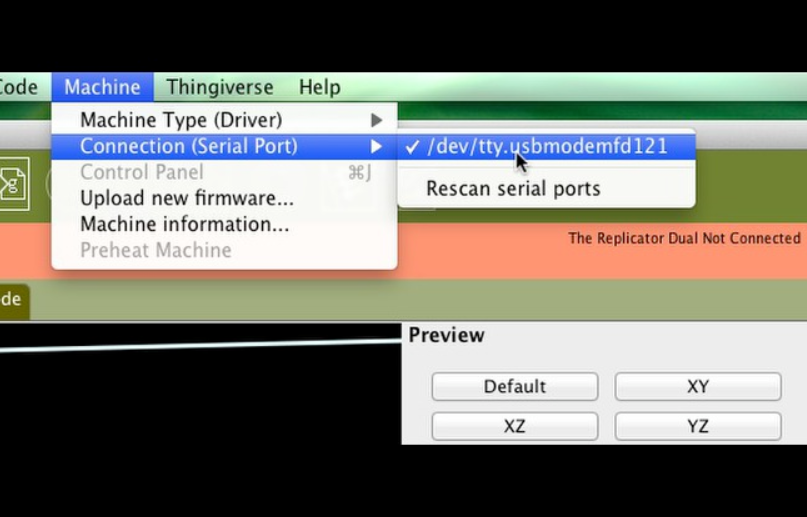 Code Machine Thingiverse Help
Machine Type (Driver)
Connection (Serial Port)
/dev/tty.usbmodemfd121
Control Panel ⌘J
Rescan serial ports
Upload new firmware...
Machine information...
Preheat Machine
The Replicator Dual Not Connected
de
Preview
Default XY
XZ YZ